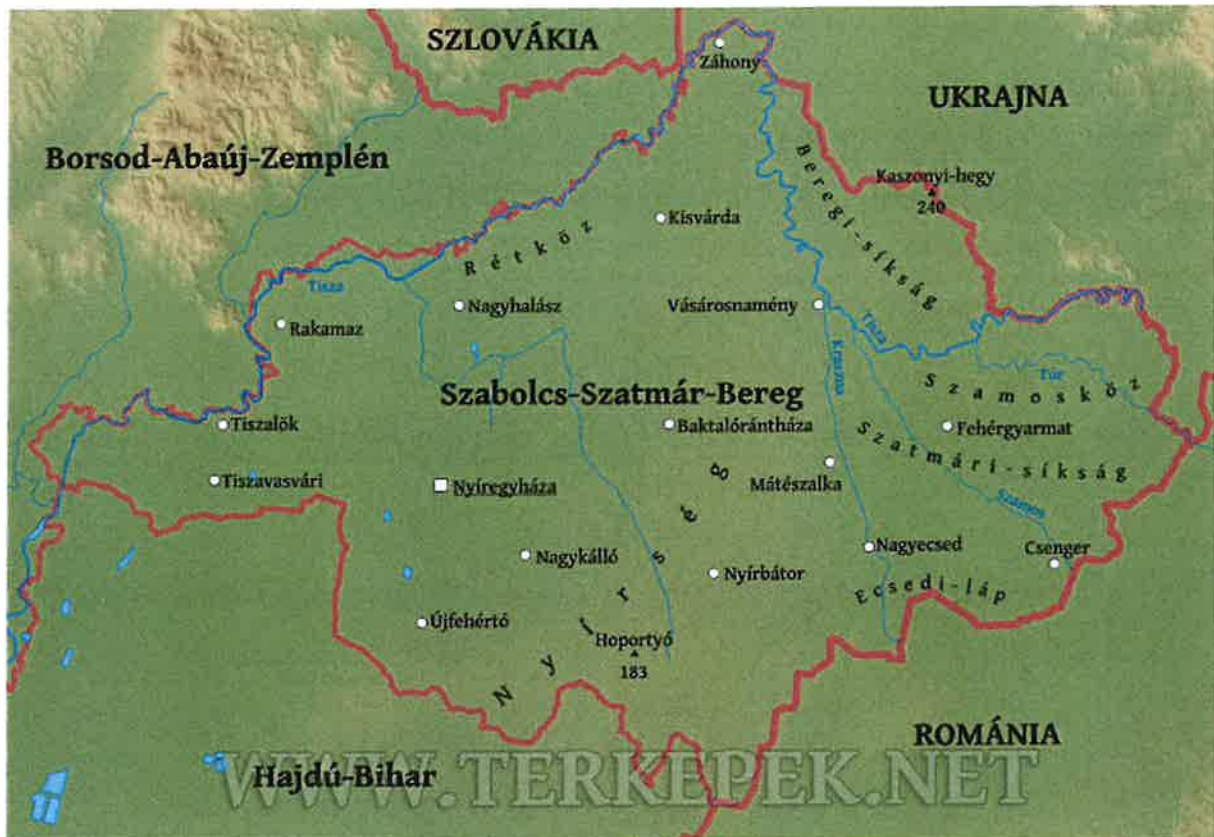 SZLOVÁKIA
Záhony
UKRAJNA
Borsod-Abaúj-Zemplén
Beregi-síkság
Kaszonyi-hegy
240
Kisvárda
Rétköz
Tisza
Nagyhalász
Vásárosnamény
Rakamaz
Tisza
Kraszna
Túr
Szamosköz
Szabolcs-Szatmár-Bereg
Tiszalök
Baktalórántháza
Fehérgyarmat
Szatmári-síkság
Tiszavasvári
Nyíregyháza
Mátészalka
Szamos
Nagykálló
Nyírbátor
Nagyecsed
Csenger
Ecsedi-láp
Újfehértó
Hoportyó
183
Nyírség
ROMÁNIA
Hajdú-Bihar
WWW.TERKEPEK.NET